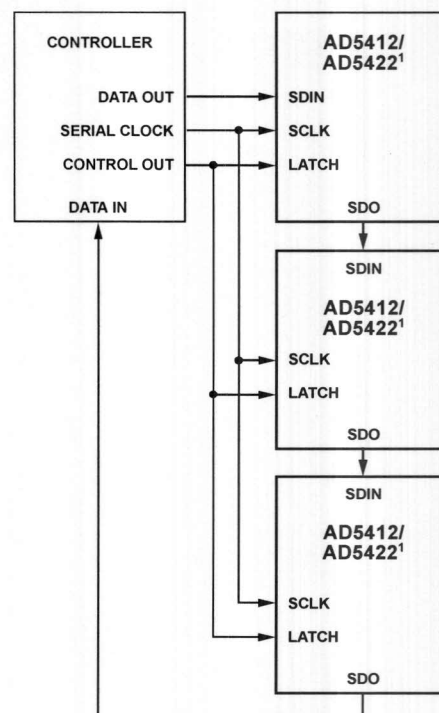 CONTROLLER
DATA OUT
SERIAL CLOCK
CONTROL OUT
DATA IN
AD5412/
AD5422¹
SDIN
SCLK
LATCH
SDO
SDIN
AD5412/
AD5422¹
SCLK
LATCH
SDO
SDIN
AD5412/
AD5422¹
SCLK
LATCH
SDO